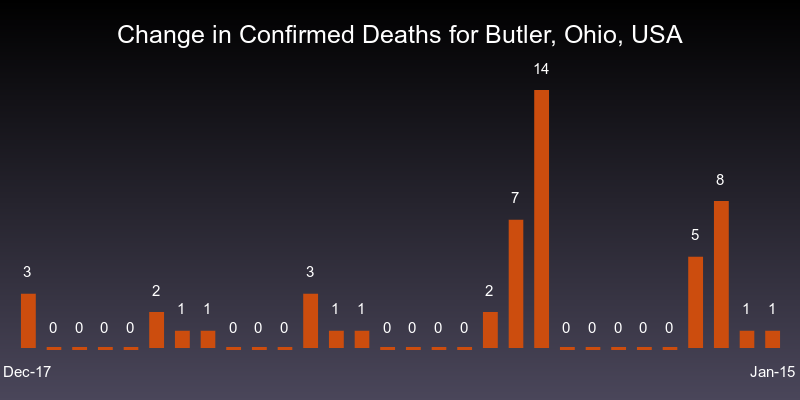 Change in Confirmed Deaths for Butler, Ohio, USA
3 0 0 0 0 2 1 1 0 0 0 3 1 1 0 0 0 0 2 7 14 0 0 0 0 0 5 8 1 1
Dec-17 Jan-15